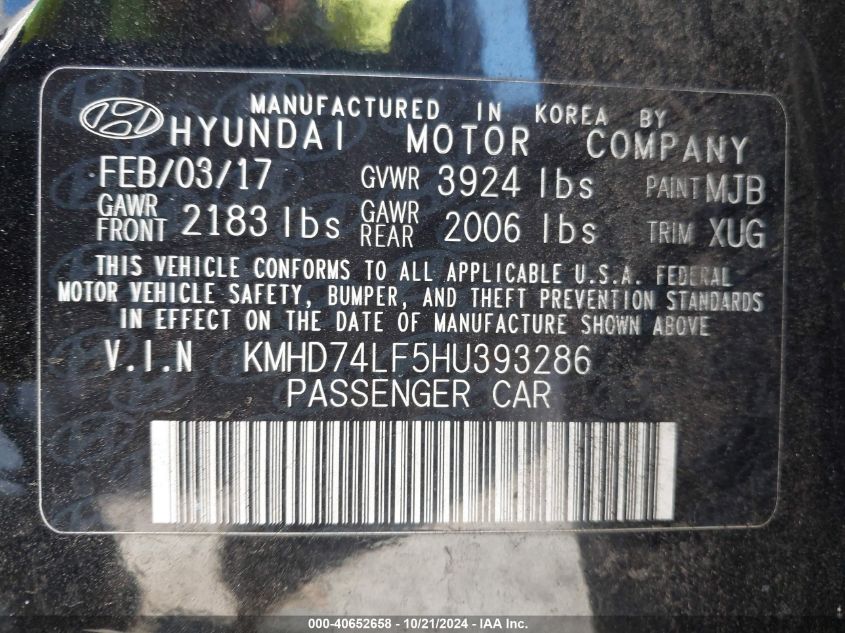 MANUFACTURED IN KOREA BY
HYUNDAI MOTOR COMPANY
FEB/03/17 GVWR 3924 lbs PAINT MJB
GAWR FRONT 2183 lbs GAWR REAR 2006 lbs TRIM XUG
THIS VEHICLE CONFORMS TO ALL APPLICABLE U.S.A. FEDERAL
MOTOR VEHICLE SAFETY, BUMPER, AND THEFT PREVENTION STANDARDS
IN EFFECT ON THE DATE OF MANUFACTURE SHOWN ABOVE
V.I.N KMHD74LF5HU393286
PASSENGER CAR
000-40652658 - 10/21/2024 - IAA Inc.